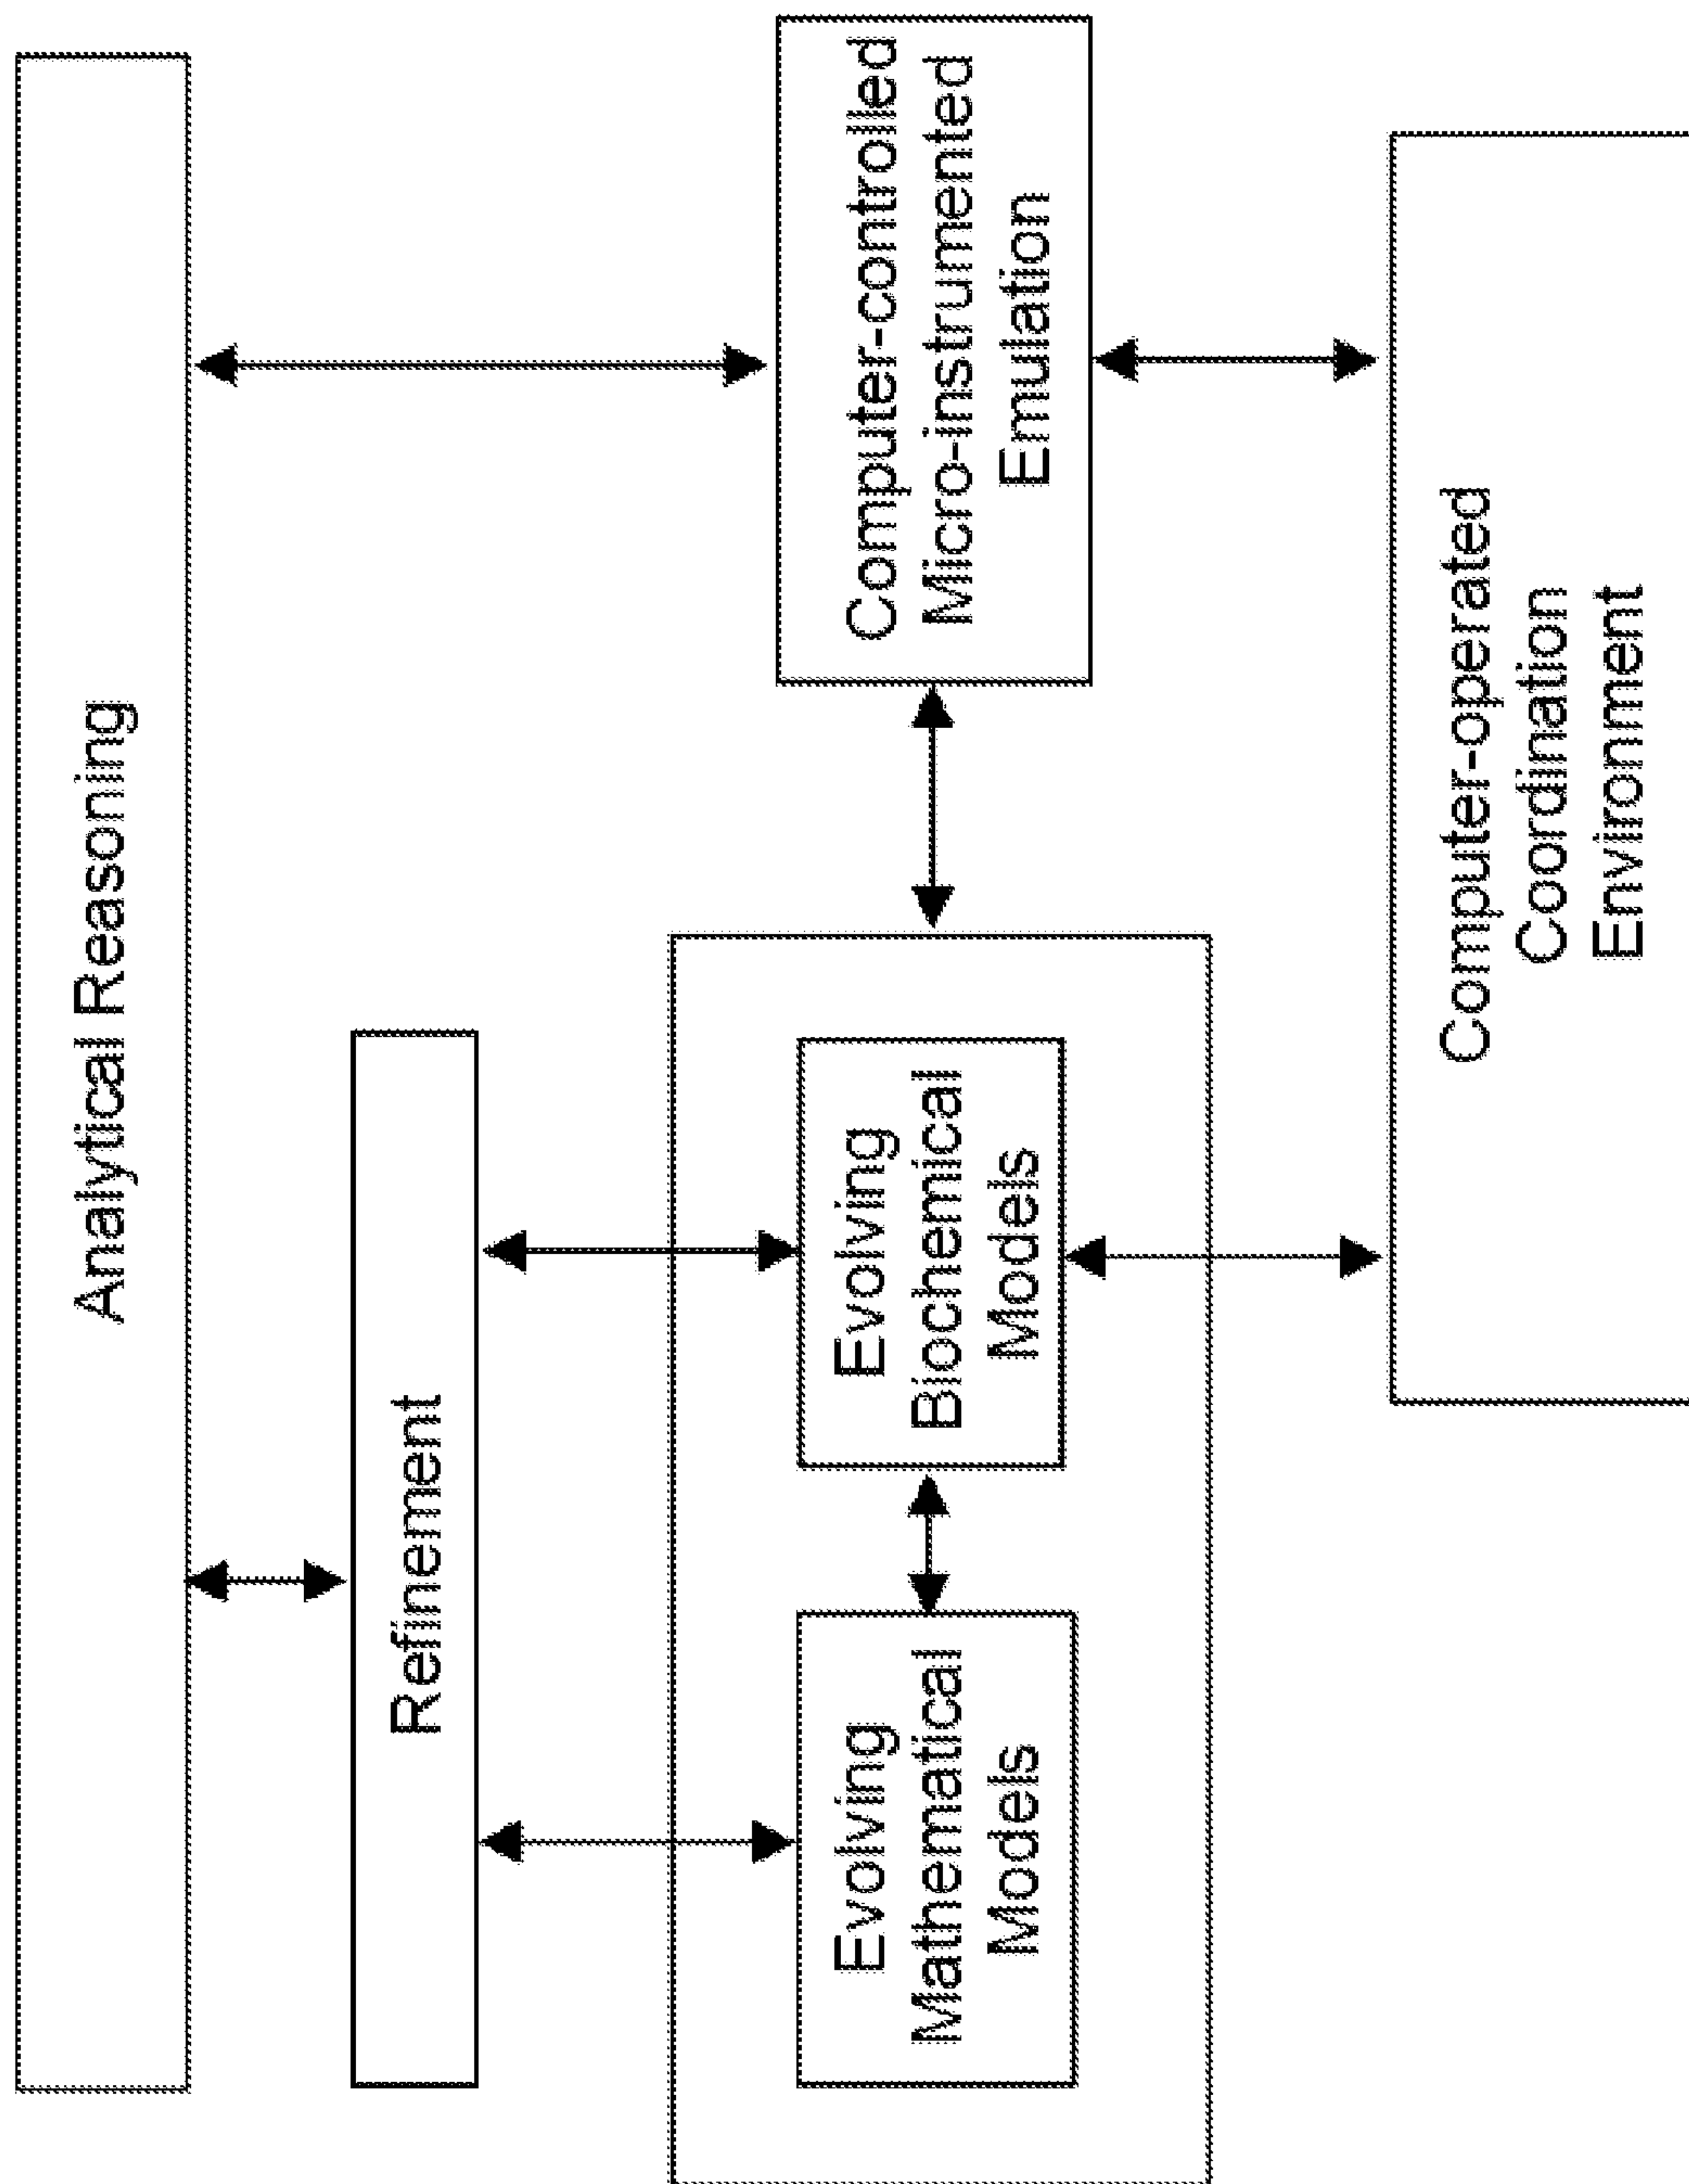 Analytical Reasoning
Refinement
Evolving
Mathematical
Models
Evolving
Biochemical
Models
Computer-controlled
Micro-instrumented
Emulation
Computer-operated
Coordination
Environment